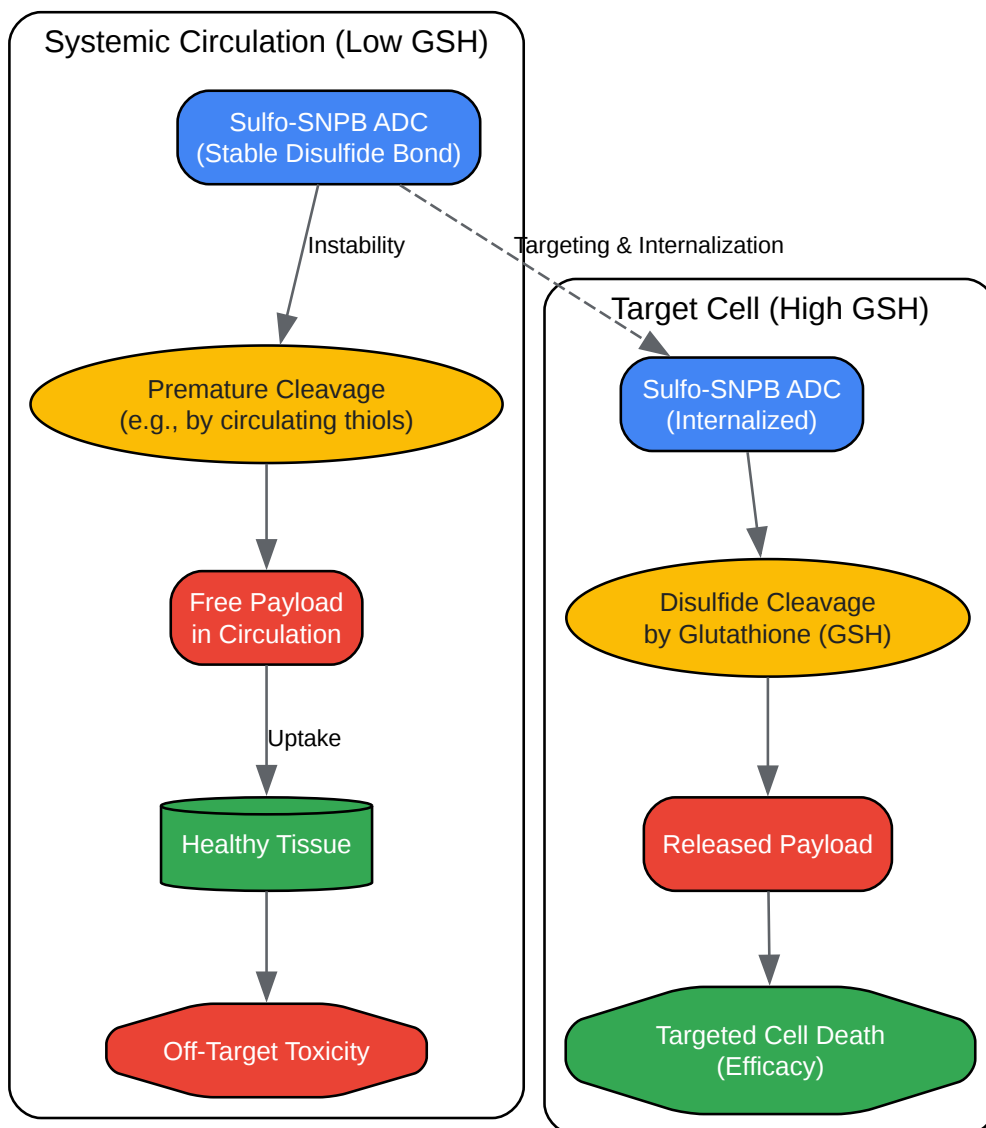 Systemic Circulation (Low GSH)
Sulfo-SNPB ADC
(Stable Disulfide Bond)
Instability
Targeting & Internalization
Premature Cleavage
(e.g., by circulating thiols)
Free Payload
in Circulation
Uptake
Healthy Tissue
Off-Target Toxicity
Target Cell (High GSH)
Sulfo-SNPB ADC
(Internalized)
Disulfide Cleavage
by Glutathione (GSH)
Released Payload
Targeted Cell Death
(Efficacy)